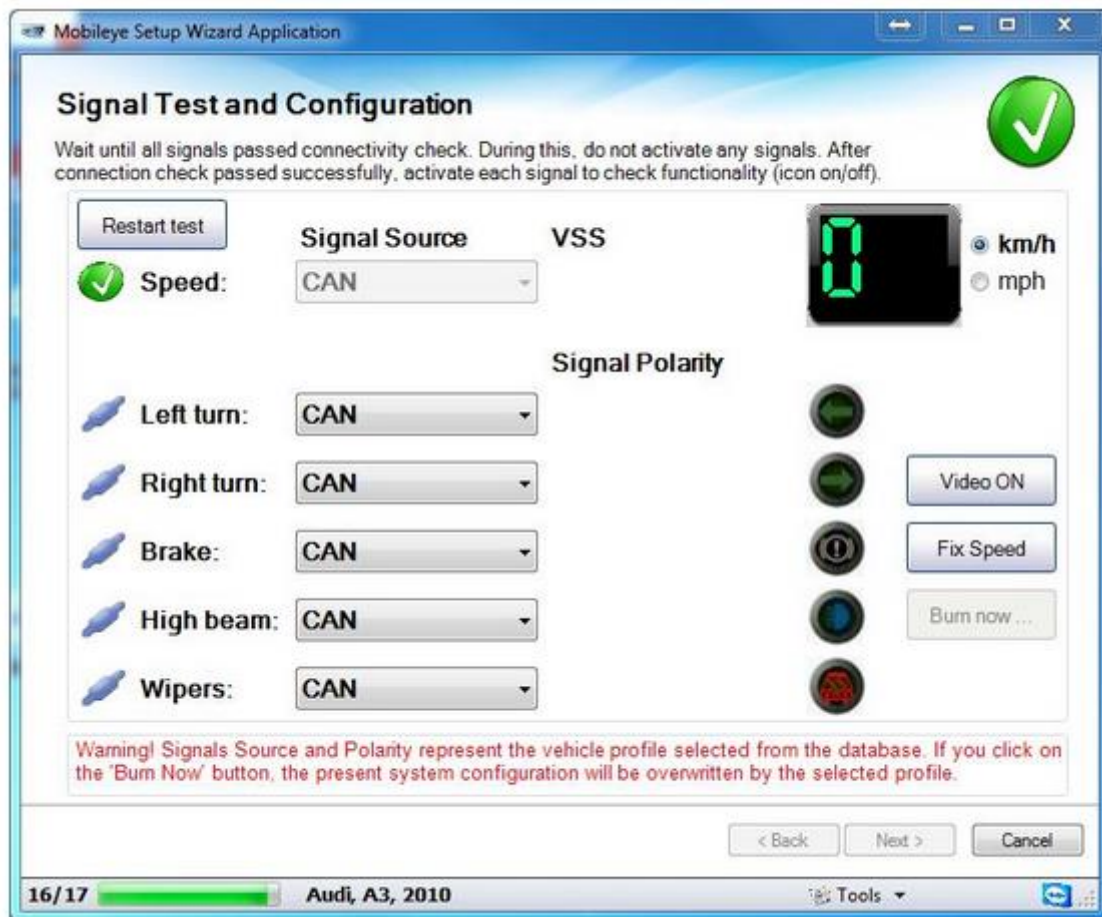 Mobileye Setup Wizard Application
Signal Test and Configuration
Wait until all signals passed connectivity check. During this, do not activate any signals. After
connection check passed successfully, activate each signal to check functionality (icon on/off).
Restart test
Signal Source
VSS
0
km/h
mph
Speed:
CAN
Signal Polarity
Left turn:
CAN
Right turn:
CAN
Video ON
Brake:
CAN
Fix Speed
High beam:
CAN
Burn now ...
Wipers:
CAN
Warning! Signals Source and Polarity represent the vehicle profile selected from the database. If you click on
the 'Burn Now' button, the present system configuration will be overwritten by the selected profile.
< Back
Next >
Cancel
16/17
Audi, A3, 2010
Tools